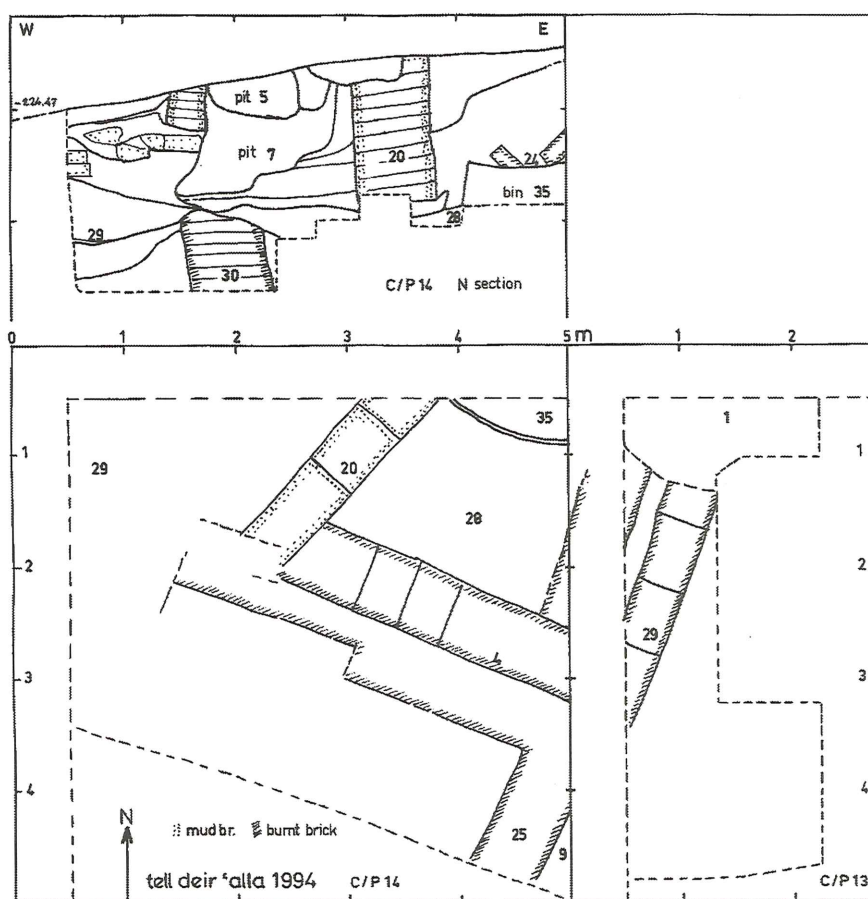 W E
-224.47
pit 5
pit 7
20
24
bin 35
28
29
30
C/P 14 N section
0 1 2 3 4 5 m 1 2
35
1
1 1
29
20
28
2 2
29
4
3 3
4 4
N
mud br. burnt brick
25
9
tell deir ʿalla 1994 C/P 14
C/P 13